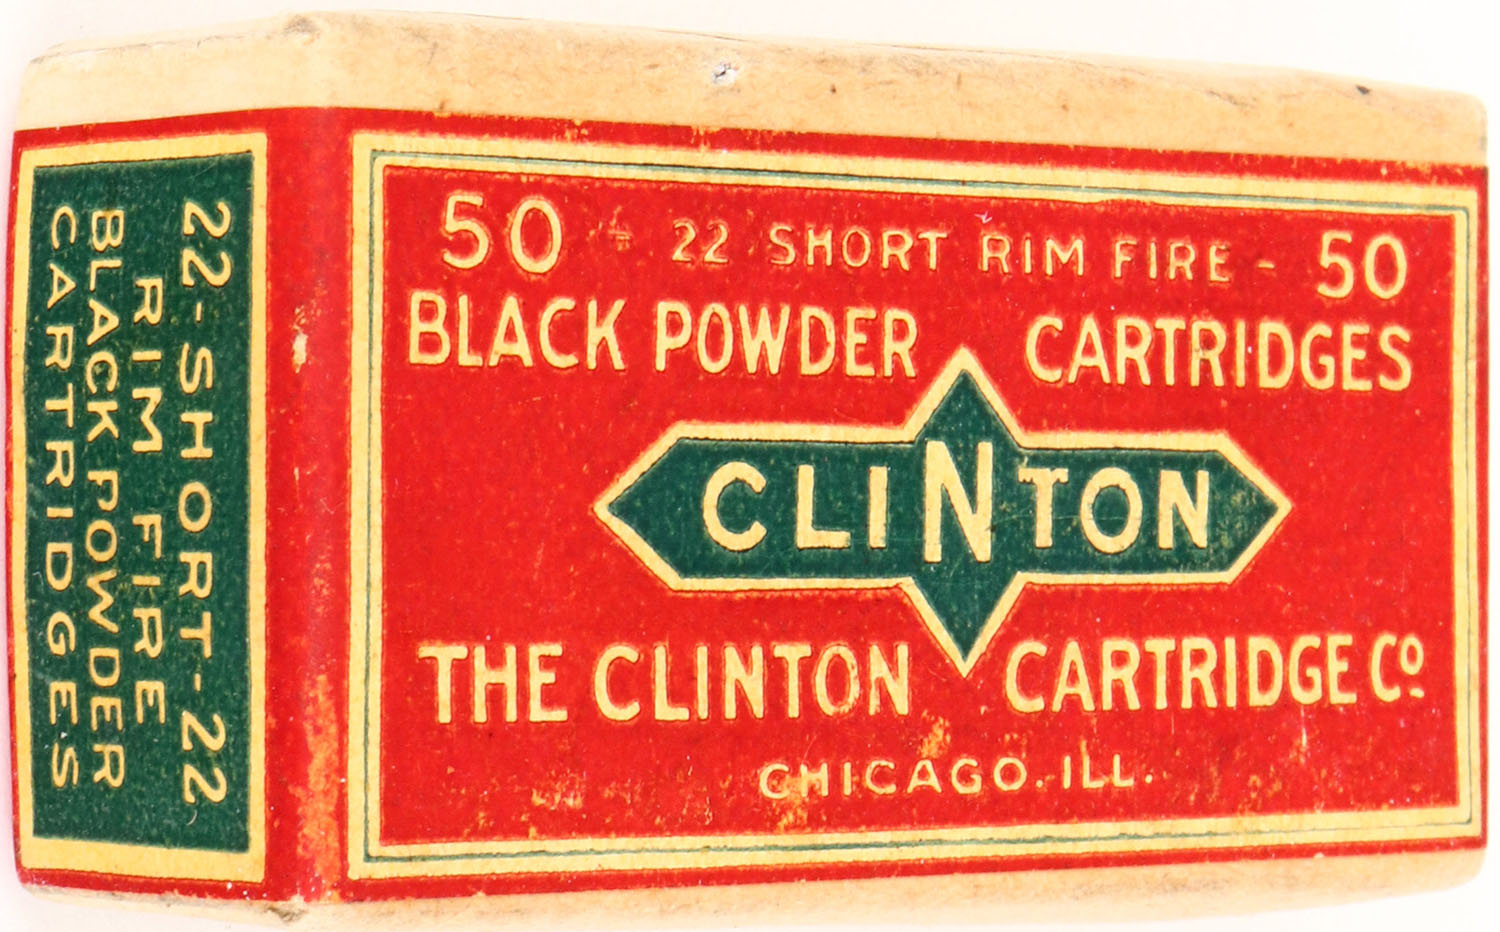 50 - 22 SHORT RIM FIRE - 50
BLACK POWDER CARTRIDGES
CLINTON
THE CLINTON CARTRIDGE Co.
CHICAGO. ILL.
22-SHORT-22
RIM FIRE
BLACK POWDER
CARTRIDGES